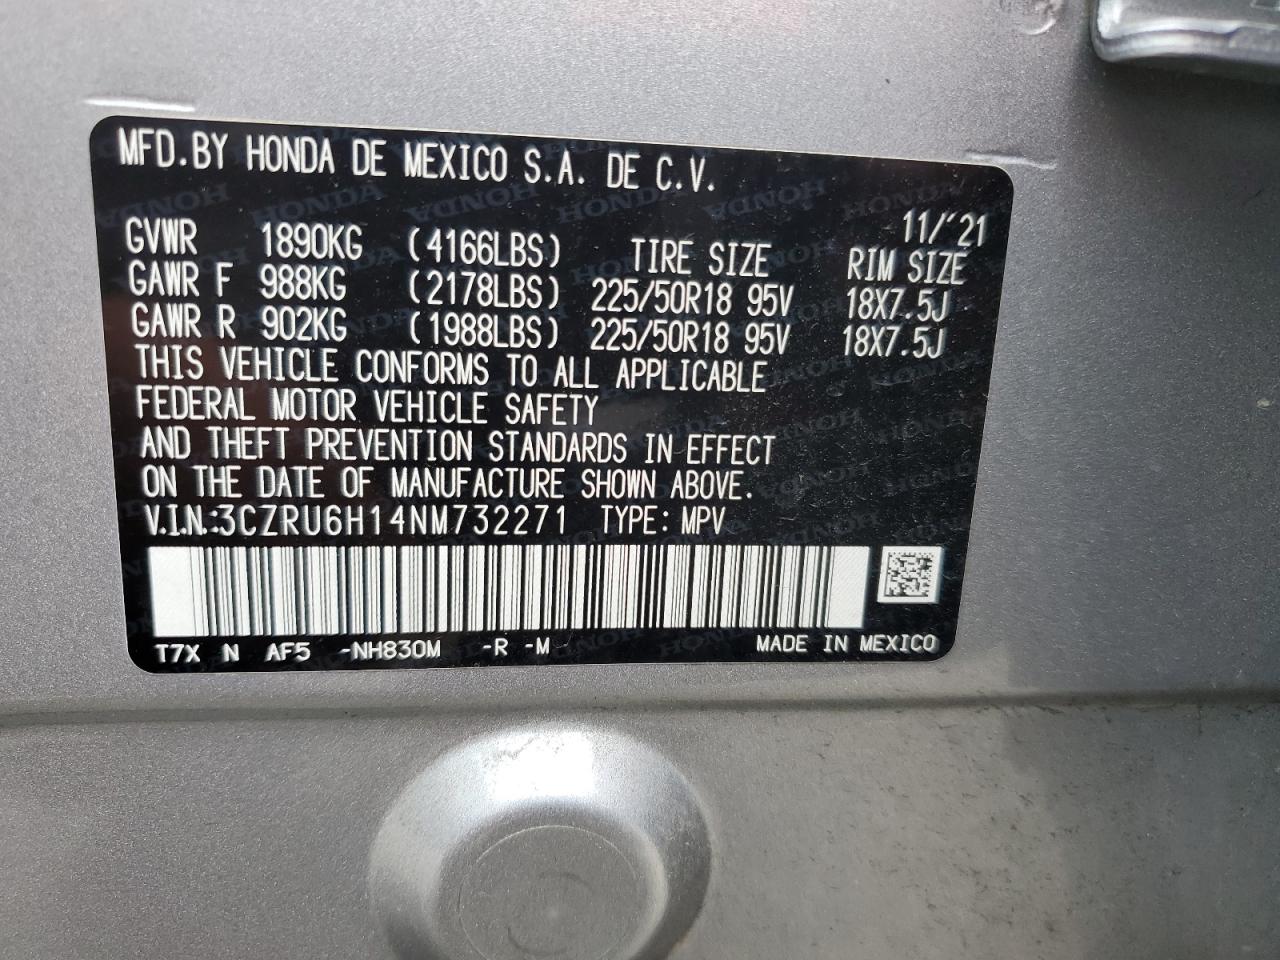 MFD.BY HONDA DE MEXICO S.A. DE C.V.
11/'21
GVWR 1890KG (4166LBS) TIRE SIZE RIM SIZE
GAWR F 988KG (2178LBS) 225/50R18 95V 18X7.5J
GAWR R 902KG (1988LBS) 225/50R18 95V 18X7.5J
THIS VEHICLE CONFORMS TO ALL APPLICABLE
FEDERAL MOTOR VEHICLE SAFETY
AND THEFT PREVENTION STANDARDS IN EFFECT
ON THE DATE OF MANUFACTURE SHOWN ABOVE.
V.I.N.:3CZRU6H14NM732271 TYPE: MPV
T7X N AF5 -NH830M -R -M MADE IN MEXICO